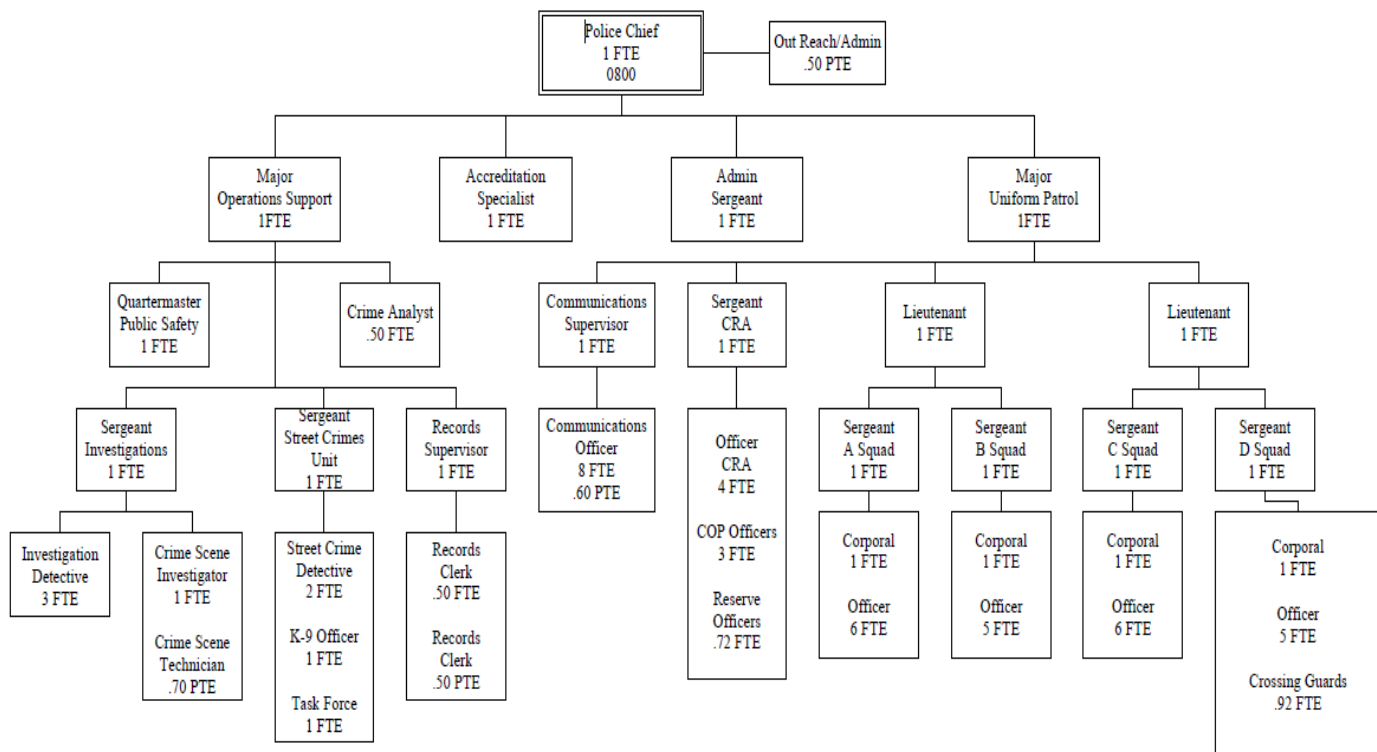 Police Chief
1 FTE
0800
Out Reach/Admin
.50 PTE
Major
Operations Support
1FTE
Accreditation
Specialist
1 FTE
Admin
Sergeant
1 FTE
Major
Uniform Patrol
1FTE
Quartermaster
Public Safety
1 FTE
Crime Analyst
.50 FTE
Communications
Supervisor
1 FTE
Sergeant
CRA
1 FTE
Lieutenant
1 FTE
Lieutenant
1 FTE
Sergeant
Investigations
1 FTE
Sergeant
Street Crimes
Unit
1 FTE
Records
Supervisor
1 FTE
Communications
Officer
8 FTE
.60 PTE
Officer
CRA
4 FTE
COP Officers
3 FTE
Reserve
Officers
.72 FTE
Sergeant
A Squad
1 FTE
Sergeant
B Squad
1 FTE
Sergeant
C Squad
1 FTE
Sergeant
D Squad
1 FTE
Investigation
Detective
3 FTE
Crime Scene
Investigator
1 FTE
Crime Scene
Technician
.70 PTE
Street Crime
Detective
2 FTE
K-9 Officer
1 FTE
Task Force
1 FTE
Records
Clerk
.50 FTE
Records
Clerk
.50 PTE
Corporal
1 FTE
Officer
6 FTE
Corporal
1 FTE
Officer
5 FTE
Corporal
1 FTE
Officer
6 FTE
Corporal
1 FTE
Officer
5 FTE
Crossing Guards
.92 FTE